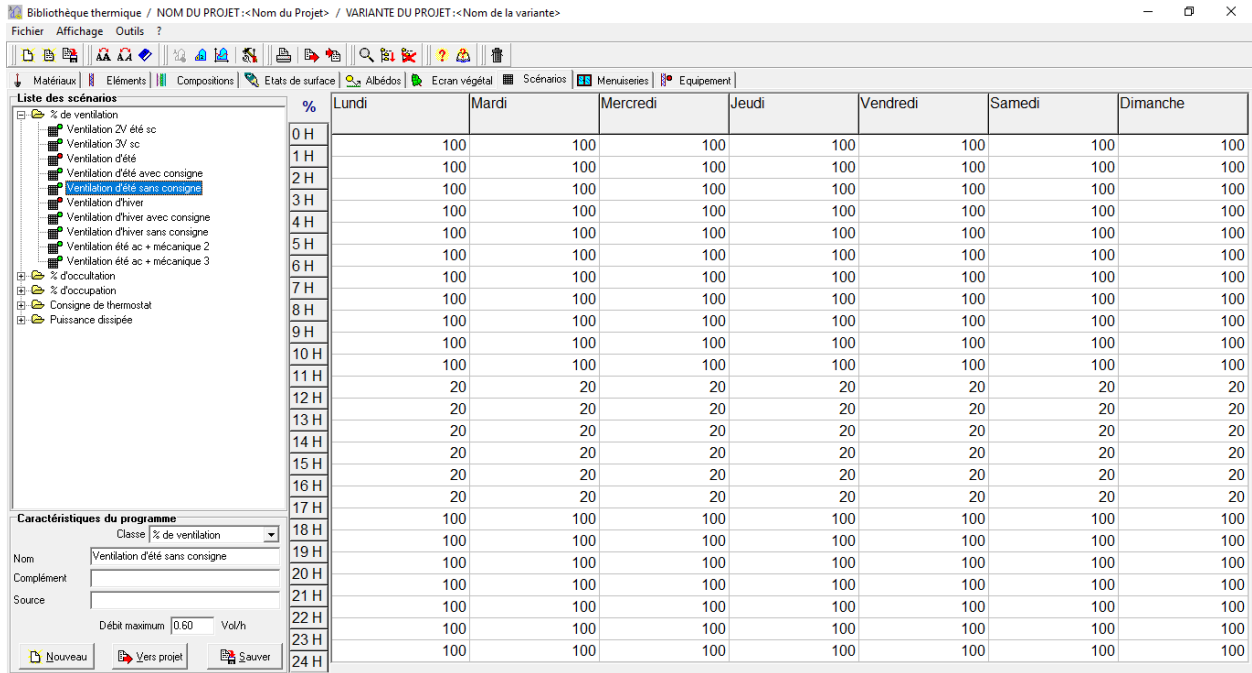 Bibliothèque thermique / NOM DU PROJET :<Nom du Projet> / VARIANTE DU PROJET :<Nom de la variante>
Fichier Affichage Outils ?
Matériaux Eléments Compositions Etats de surface Albédos Ecran végétal Scénarios Menuiseries Equipement
Liste des scénarios
% de ventilation
Ventilation 2V été sc
Ventilation 3V sc
Ventilation d'été
Ventilation d'été avec consigne
Ventilation d'été sans consigne
Ventilation d'hiver
Ventilation d'hiver avec consigne
Ventilation d'hiver sans consigne
Ventilation été ac + mécanique 2
Ventilation été ac + mécanique 3
% d'occultation
% d'occupation
Consigne de thermostat
Puissance dissipée
Caractéristiques du programme
Classe % de ventilation
Nom Ventilation d'été sans consigne
Complément
Source
Débit maximum 0.60 Vol/h
Nouveau Vers projet Sauver
% Lundi Mardi Mercredi Jeudi Vendredi Samedi Dimanche
0 H
100 100 100 100 100 100 100
1 H
100 100 100 100 100 100 100
2 H
100 100 100 100 100 100 100
3 H
100 100 100 100 100 100 100
4 H
100 100 100 100 100 100 100
5 H
100 100 100 100 100 100 100
6 H
100 100 100 100 100 100 100
7 H
100 100 100 100 100 100 100
8 H
100 100 100 100 100 100 100
9 H
100 100 100 100 100 100 100
10 H
100 100 100 100 100 100 100
11 H
20 20 20 20 20 20 20
12 H
20 20 20 20 20 20 20
13 H
20 20 20 20 20 20 20
14 H
20 20 20 20 20 20 20
15 H
20 20 20 20 20 20 20
16 H
20 20 20 20 20 20 20
17 H
100 100 100 100 100 100 100
18 H
100 100 100 100 100 100 100
19 H
100 100 100 100 100 100 100
20 H
100 100 100 100 100 100 100
21 H
100 100 100 100 100 100 100
22 H
100 100 100 100 100 100 100
23 H
100 100 100 100 100 100 100
24 H